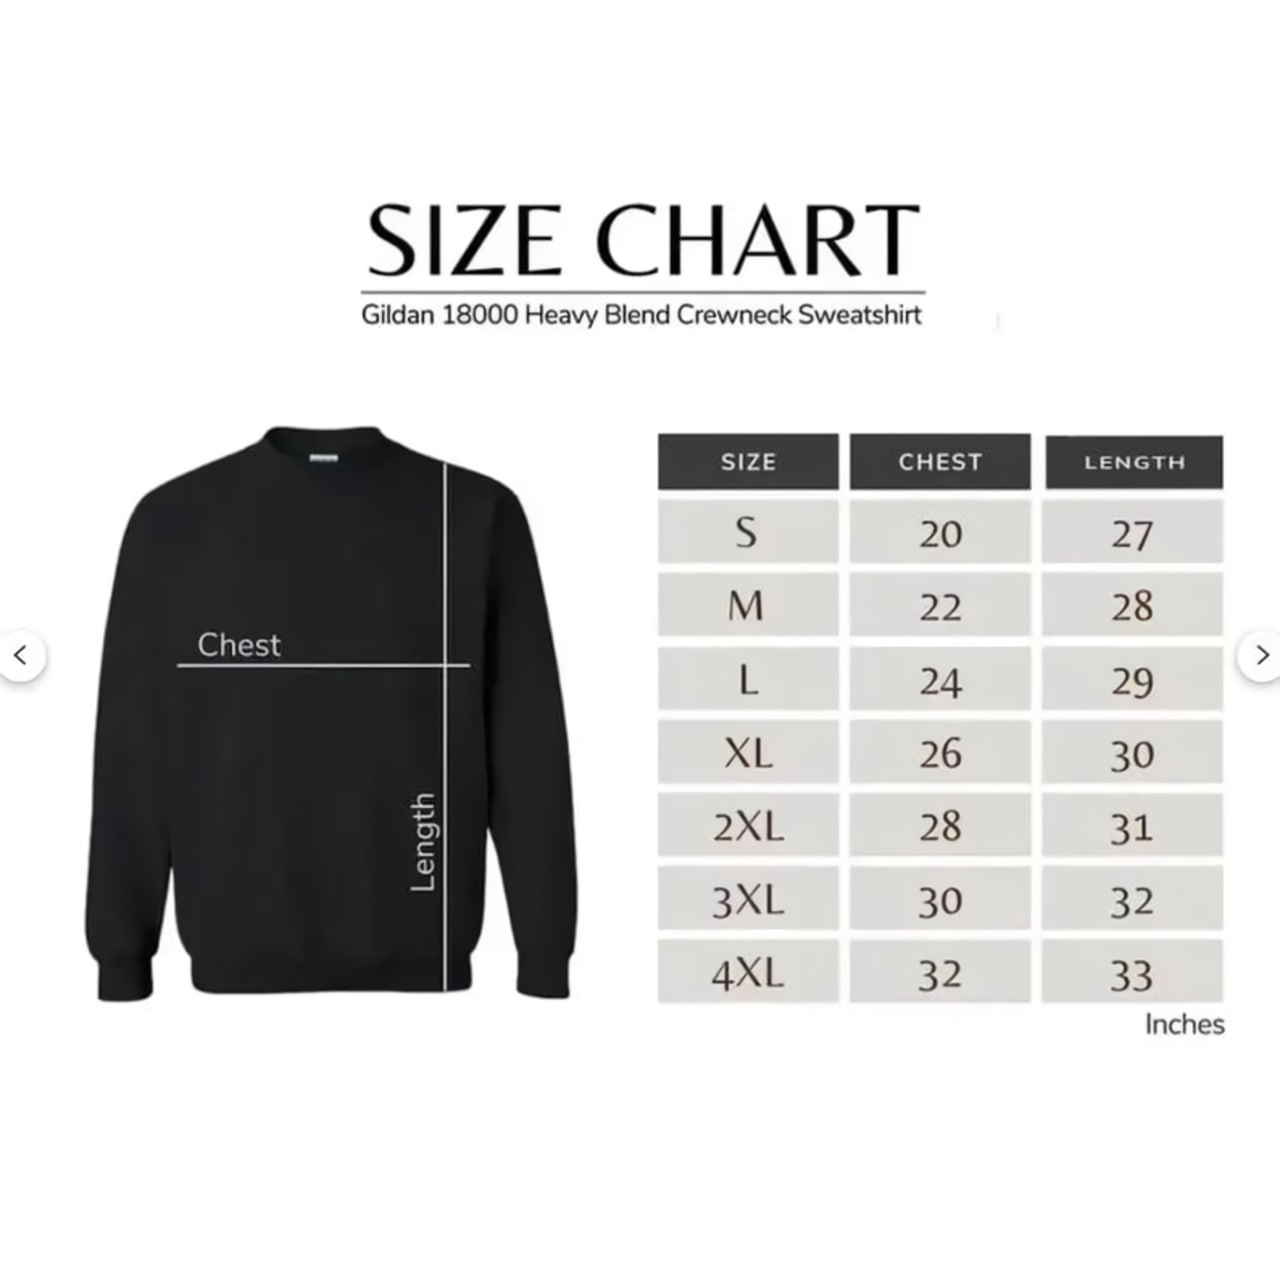 SIZE CHART
Gildan 18000 Heavy Blend Crewneck Sweatshirt
Chest
Length
SIZE CHEST LENGTH
S 20 27
M 22 28
L 24 29
XL 26 30
2XL 28 31
3XL 30 32
4XL 32 33
Inches